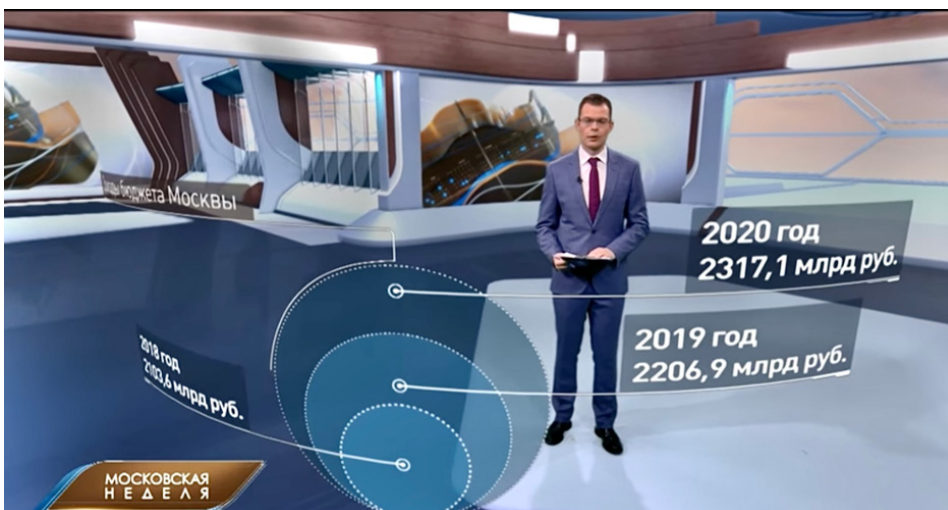 бюджета Москвы
2020 год
2317,1 млрд руб.
2019 год
2206,9 млрд руб.
2018 год
2103,6 млрд руб.
МОСКОВСКАЯ
НЕДЕЛЯ